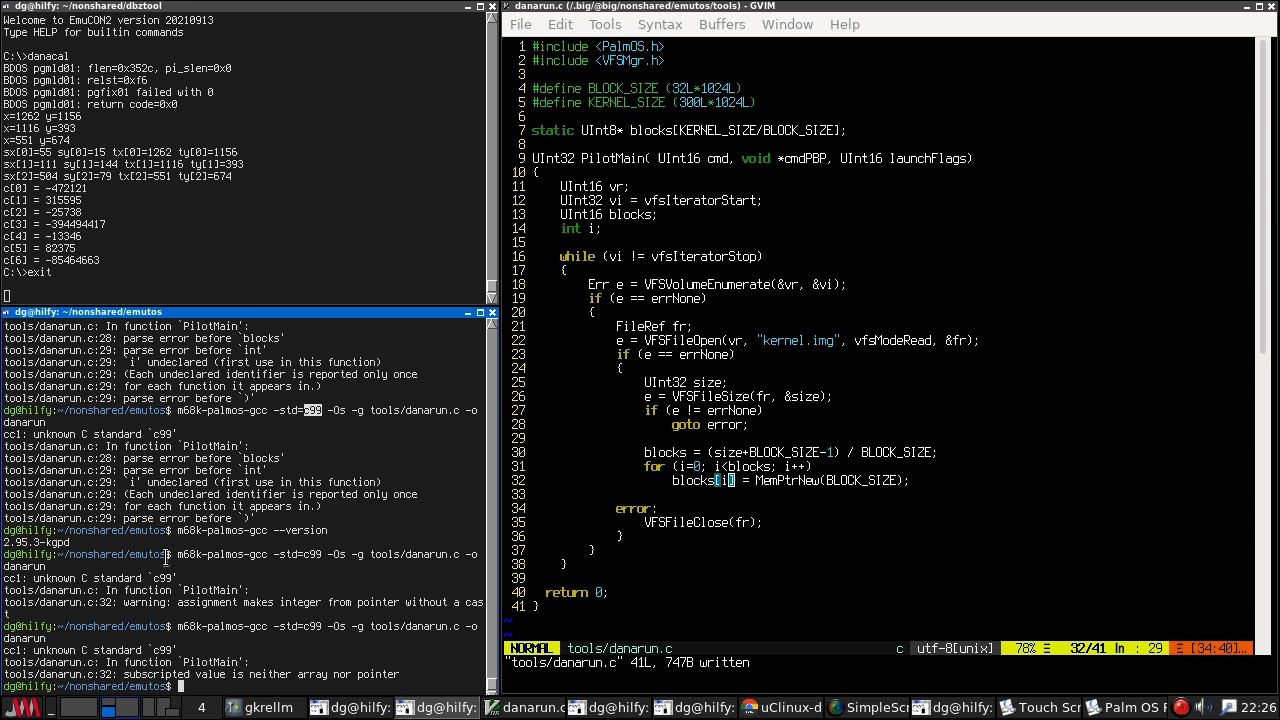 dg@hilfy: ~/nonshared/dbztool
Welcome to EmuCON2 version 20210913
Type HELP for builtin commands
C:\>danacal
BDOS pgmld01: flen=0x352c, pi_slen=0x0
BDOS pgmld01: relst=0xf6
BDOS pgmld01: pgfix01 failed with 0
BDOS pgmld01: return code=0x0
x=1262 y=1156
x=1116 y=393
x=551 y=674
sx[0]=55 sy[0]=15 tx[0]=1262 ty[0]=1156
sx[1]=111 sy[1]=144 tx[1]=1116 ty[1]=393
sx[2]=504 sy[2]=79 tx[2]=551 ty[2]=674
c[0] = -472121
c[1] = 315595
c[2] = -25738
c[3] = -394494417
c[4] = -13346
c[5] = 82375
c[6] = -85464663
C:\>exit
dg@hilfy: ~/nonshared/emutos
tools/danarun.c: In function `PilotMain':
tools/danarun.c:28: parse error before `blocks'
tools/danarun.c:29: parse error before `int'
tools/danarun.c:29: `i' undeclared (first use in this function)
tools/danarun.c:29: (Each undeclared identifier is reported only once
tools/danarun.c:29: for each function it appears in.)
tools/danarun.c:29: parse error before `)'
dg@hilfy:~/nonshared/emutos$ m68k-palmos-gcc -std=c99 -Os -g tools/danarun.c -o
danarun
cc1: unknown C standard `c99'
tools/danarun.c: In function `PilotMain':
tools/danarun.c:28: parse error before `blocks'
tools/danarun.c:29: parse error before `int'
tools/danarun.c:29: `i' undeclared (first use in this function)
tools/danarun.c:29: (Each undeclared identifier is reported only once
tools/danarun.c:29: for each function it appears in.)
tools/danarun.c:29: parse error before `)'
dg@hilfy:~/nonshared/emutos$ m68k-palmos-gcc --version
2.95.3-kgpd
dg@hilfy:~/nonshared/emutos$ m68k-palmos-gcc -std=c99 -Os -g tools/danarun.c -o
danarun
cc1: unknown C standard `c99'
tools/danarun.c: In function `PilotMain':
tools/danarun.c:32: warning: assignment makes integer from pointer without a cas
t
dg@hilfy:~/nonshared/emutos$ m68k-palmos-gcc -std=c99 -Os -g tools/danarun.c -o
danarun
cc1: unknown C standard `c99'
tools/danarun.c: In function `PilotMain':
tools/danarun.c:32: subscripted value is neither array nor pointer
dg@hilfy:~/nonshared/emutos$
danarun.c (/.big/@big/nonshared/emutos/tools) - GVIM
File Edit Tools Syntax Buffers Window Help
1 #include <PalmOS.h>
2 #include <VFSMgr.h>
3
4 #define BLOCK_SIZE (32L*1024L)
5 #define KERNEL_SIZE (300L*1024L)
6
7 static UInt8* blocks[KERNEL_SIZE/BLOCK_SIZE];
8
9 UInt32 PilotMain( UInt16 cmd, void *cmdPBP, UInt16 launchFlags)
10 {
11 UInt16 vr;
12 UInt32 vi = vfsIteratorStart;
13 UInt16 blocks;
14 int i;
15
16 while (vi != vfsIteratorStop)
17 {
18 Err e = VFSVolumeEnumerate(&vr, &vi);
19 if (e == errNone)
20 {
21 FileRef fr;
22 e = VFSFileOpen(vr, "kernel.img", vfsModeRead, &fr);
23 if (e == errNone)
24 {
25 UInt32 size;
26 e = VFSFileSize(fr, &size);
27 if (e != errNone)
28 goto error;
29
30 blocks = (size+BLOCK_SIZE-1) / BLOCK_SIZE;
31 for (i=0; i<blocks; i++)
32 blocks[i] = MemPtrNew(BLOCK_SIZE);
33
34 error:
35 VFSFileClose(fr);
36 }
37 }
38 }
39
40 return 0;
41 }
~
~
NORMAL tools/danarun.c c utf-8[unix] 78% Ξ 32/41 ln : 29 Ξ [34:40]…
"tools/danarun.c" 41L, 747B written
4 gkrellm dg@hilfy: dg@hilfy: danarun.c dg@hilfy: uClinux-d SimpleScr dg@hilfy: Touch Scr Palm OS F 22:26